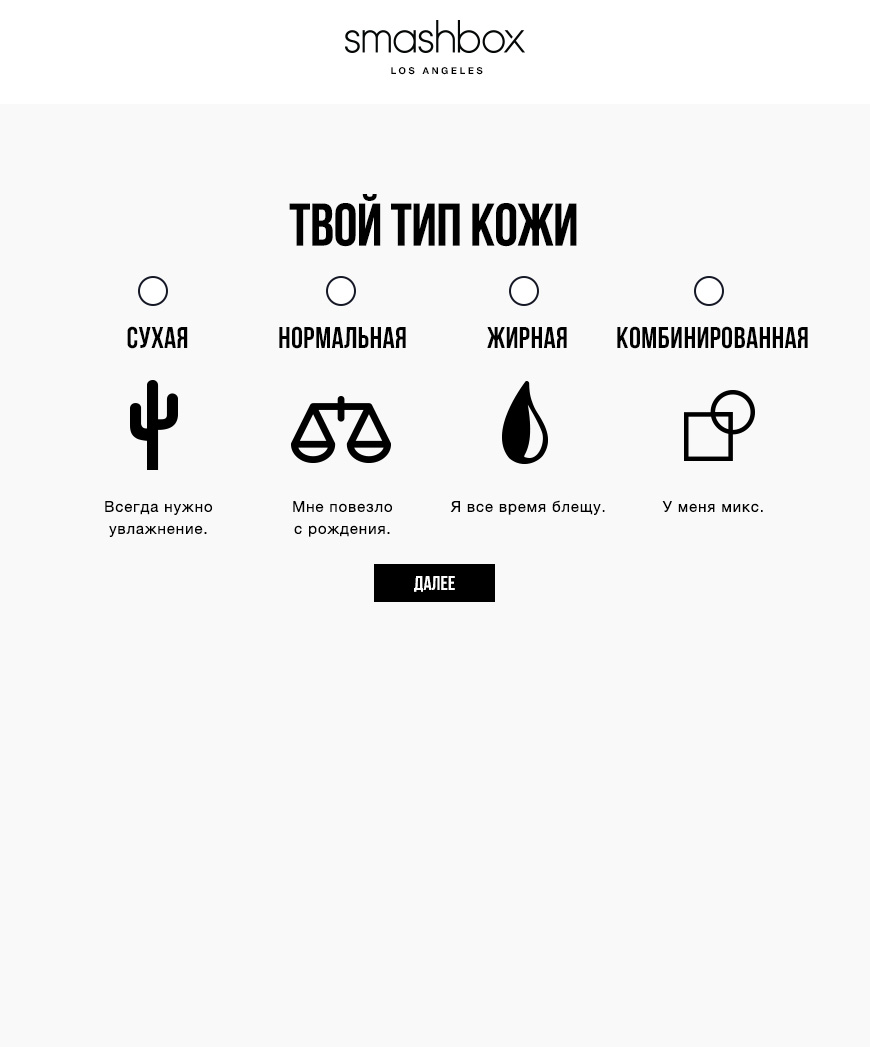 smashbox
LOS ANGELES
ТВОЙ ТИП КОЖИ
СУХАЯ
НОРМАЛЬНАЯ
ЖИРНАЯ
КОМБИНИРОВАННАЯ
Всегда нужно
увлажнение.
Мне повезло
с рождения.
Я все время блещу.
У меня микс.
ДАЛЕЕ